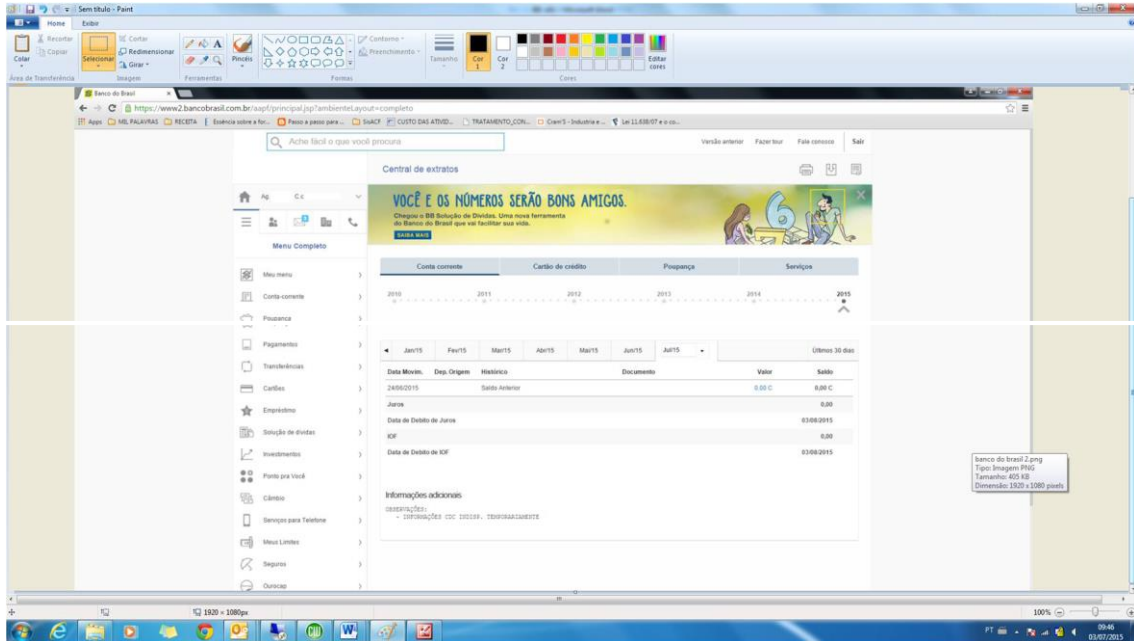 Sem título - Paint
Home Exibir
Colar
Recortar
Copiar
Área de Transferência
Selecionar
Cortar
Redimensionar
Girar
Imagem
Ferramentas
Pincéis
Formas
Contorno
Preenchimento
Tamanho
Cor 1
Cor 2
Editar cores
Cores
Banco do Brasil
https://www2.bancobrasil.com.br/aapf/principal.jsp?ambienteLayout=completo
Apps MIL PALAVRAS RECEITA Essência sobre a for... Passo a passo para ... SisACF CUSTO DAS ATIVID... TRATAMENTO_CON... Cram'S - Industria e ... Lei 11.638/07 e o co...
Ache fácil o que você procura
Versão anterior Fazer tour Fale conosco Sair
Central de extratos
Ag C.c
VOCÊ E OS NÚMEROS SERÃO BONS AMIGOS.
Chegou o BB Solução de Dívidas. Uma nova ferramenta
do Banco do Brasil que vai facilitar sua vida.
SAIBA MAIS
6
Menu Completo
Meu menu
Conta-corrente
Poupança
Pagamentos
Transferências
Cartões
Empréstimo
Solução de dívidas
Investimentos
Ponto pra Você
Câmbio
Serviços para Telefone
Meus Limites
Seguros
Ourocap
Conta corrente Cartão de crédito Poupança Serviços
2010 2011 2012 2013 2014 2015
Jan/15 Fev/15 Mar/15 Abr/15 Mai/15 Jun/15 Jul/15 Últimos 30 dias
Data Movim. Dep. Origem Histórico Documento Valor Saldo
24/06/2015 Saldo Anterior 0,00 C 0,00 C
Juros 0,00
Data de Debito de Juros 03/08/2015
IOF 0,00
Data de Debito de IOF 03/08/2015
Informações adicionais
OBSERVAÇÕES:
- INFORMAÇÕES CDC INDISP. TEMPORARIAMENTE
banco do brasil 2.png
Tipo: Imagem PNG
Tamanho: 405 KB
Dimensão: 1920 x 1080 pixels
1920 × 1080px
100%
PT
09:46
03/07/2015